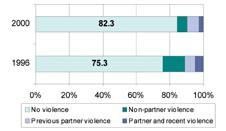 2000
82.3
1996
75.3
0% 20% 40% 60% 80% 100%
No violence Non-partner violence
Previous partner violence Partner and recent violence